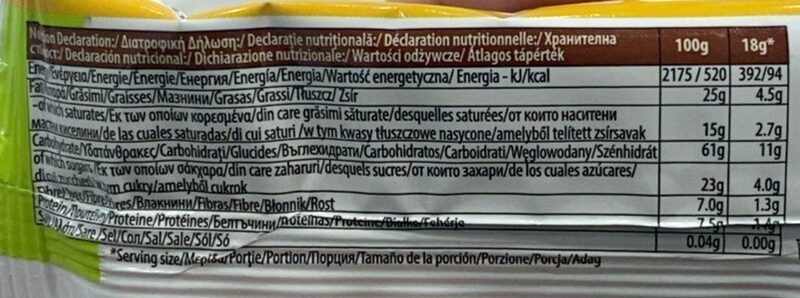 Declaration:/ Διατροφική Δήλωση:/ Declarație nutrițională:/ Déclaration nutritionnelle:/ Хранителна 100g 18g*
Declaración nutricional:/ Dichiarazione nutrizionale:/ Wartości odżywcze/ Átlagos tápérték
Ενέργεια/Energie/Énergie/Енергия/Energía/Energia/Wartość energetyczna/ Energia - kJ/kcal 2175 / 520 392/94
Grăsimi/Graisses/Мазнини/Grasas/Grassi/Tłuszcz/ Zsír 25g 4.5g
-of which saturates/Εκ των οποίων κορεσμένα/din care grăsimi săturate/desquelles saturées/от които наситени
мастни киселини/de las cuales saturadas/di cui saturi /w tym kwasy tłuszczowe nasycone/amelyből telített zsírsavak 15g 2.7g
Carbohydrate/Υδατάνθρακες/Carbohidrați/Glucides/Въглехидрати/Carbohidratos/Carboidrati/Węglowodany/Szénhidrát 61g 11g
of which sugars/Εκ των οποίων σάκχαρα/din care zaharuri/desquels sucres/от които захари/de los cuales azúcares/
cukry/amelyből cukrok 23g 4.0g
Fibre/Ίνες/Fibre/Fibres/Влакнини/Fibras/Fibre/Błonnik/Rost 7.0g 1.3g
Protein/Πρωτεΐνη/Proteine/Protéines/Белтъчини/Proteínas/Proteine/Białko/Fehérje 7.5g 1.4g
Sare/Sel/Сол/Sal/Sale/Sól/Só 0.04g 0.00g
*Serving size/Μερίδα/Porție/Portion/Порция/Tamaño de la porción/Porzione/Porcja/Adag